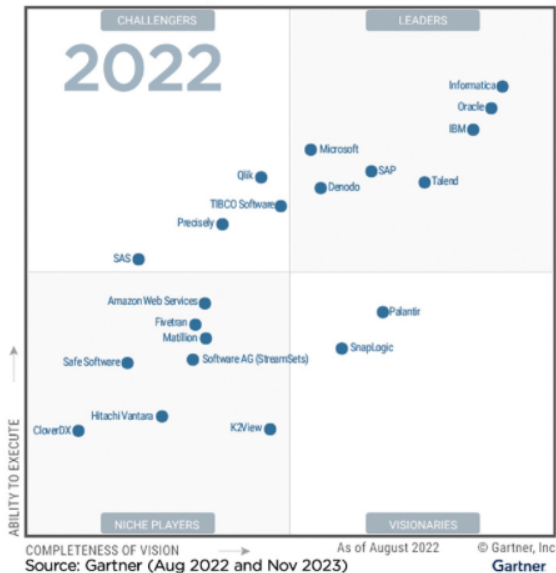 CHALLENGERS
LEADERS
2022
Informatica
Oracle
IBM
Microsoft
SAP
Qlik
Denodo
Talend
TIBCO Software
Precisely
SAS
Amazon Web Services
Palantir
Fivetran
Matillion
SnapLogic
Safe Software
Software AG (StreamSets)
Hitachi Vantara
CloverDX
K2View
ABILITY TO EXECUTE
NICHE PLAYERS
VISIONARIES
COMPLETENESS OF VISION
As of August 2022
© Gartner, Inc
Source: Gartner (Aug 2022 and Nov 2023)
Gartner